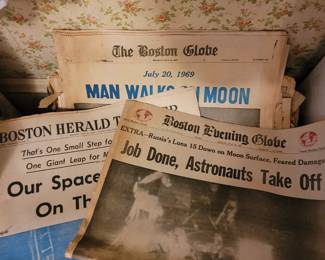 The Boston Globe
July 20, 1969
MAN WALKS ON MOON
BOSTON HERALD T
That's One Small Step fo
One Giant Leap for M
Our Space
On Th
Boston Evening Globe
EXTRA—Russia's Luna 15 Down on Moon Surface, Feared Damage
Job Done, Astronauts Take Off